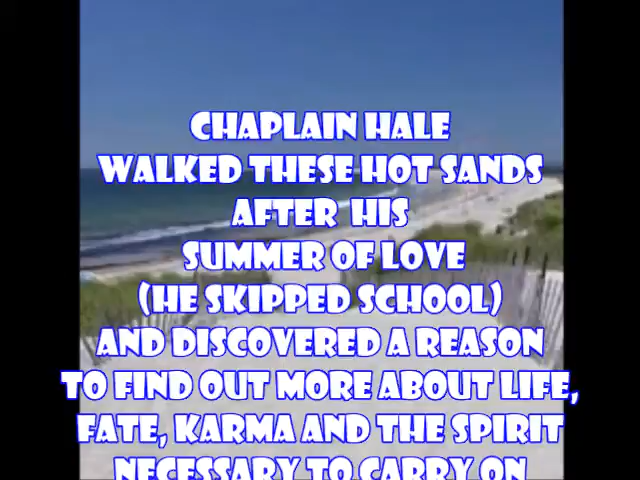 CHAPLAIN HALE
WALKED THESE HOT SANDS
AFTER HIS
SUMMER OF LOVE
(HE SKIPPED SCHOOL)
AND DISCOVERED A REASON
TO FIND OUT MORE ABOUT LIFE,
FATE, KARMA AND THE SPIRIT
NECESSARY TO CARRY ON